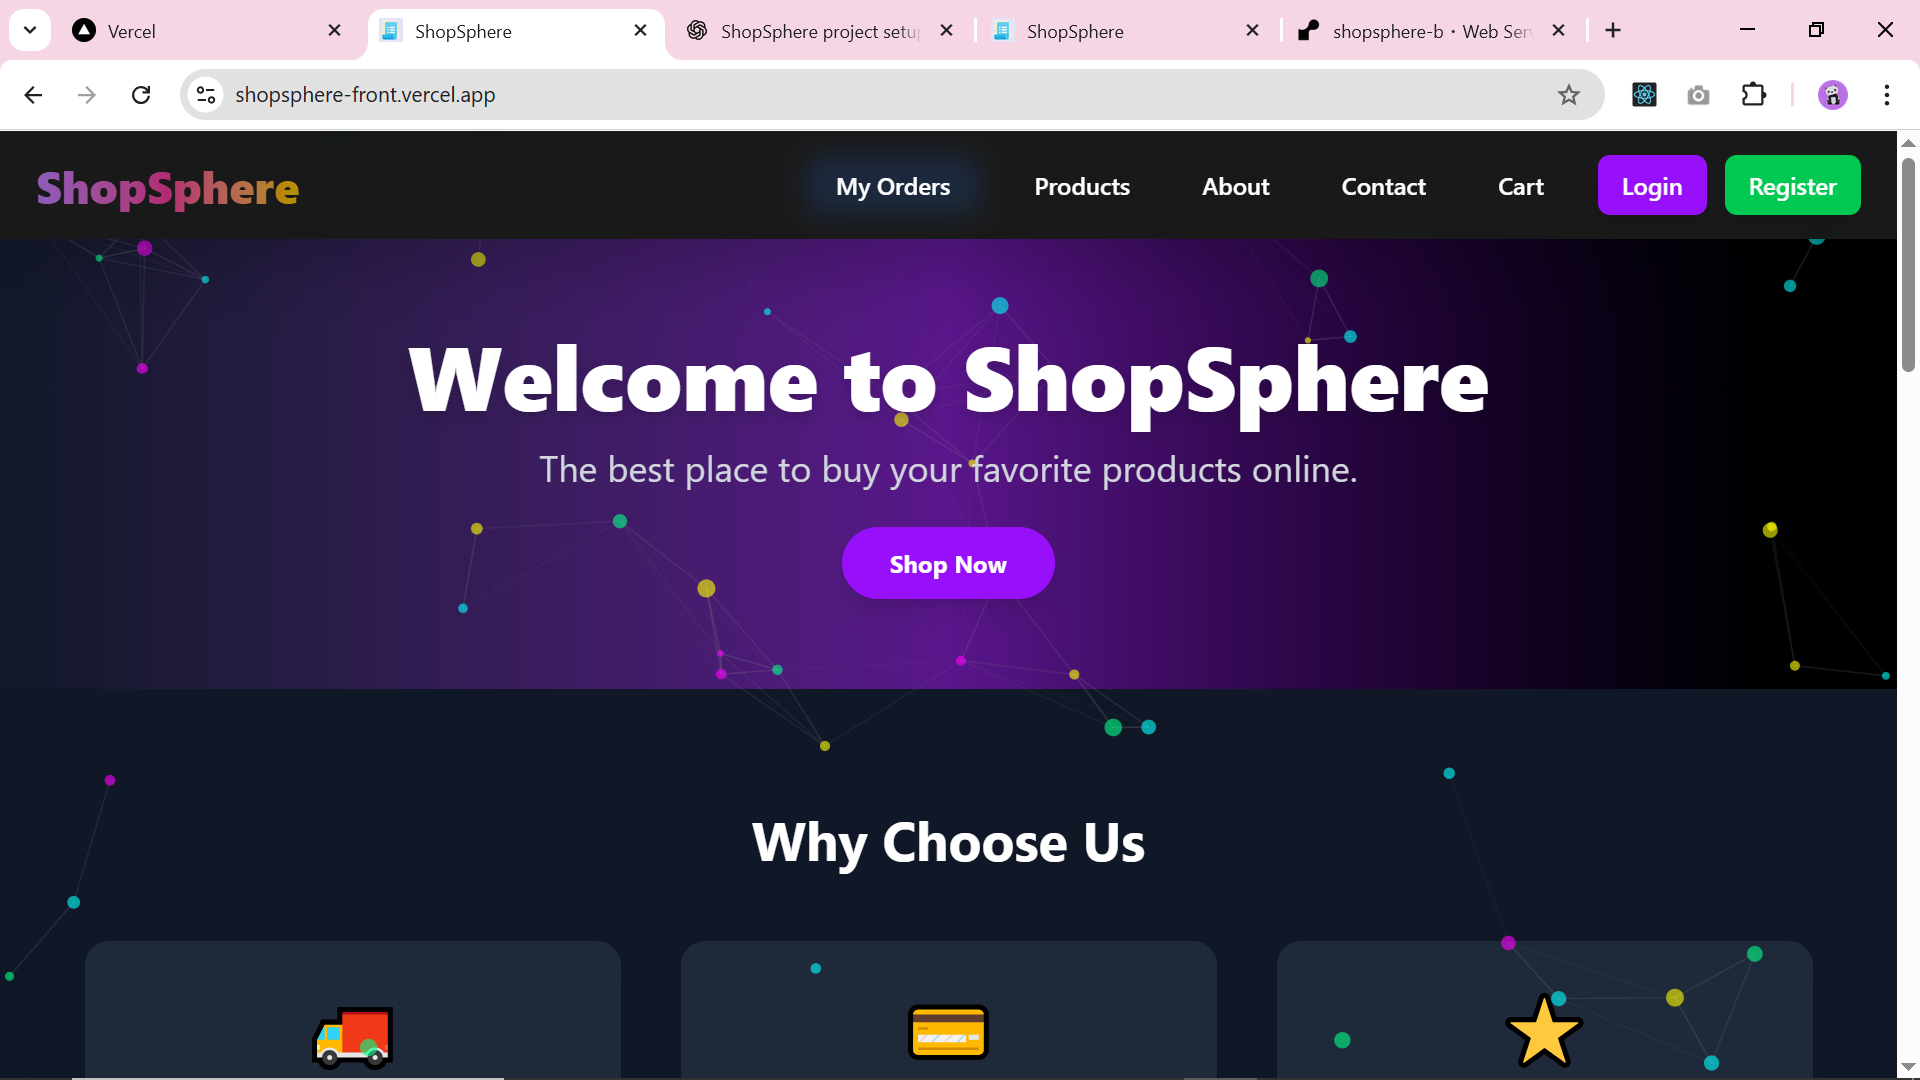 Vercel
ShopSphere
ShopSphere project setu
ShopSphere
shopsphere-b · Web Ser
shopsphere-front.vercel.app
ShopSphere
My Orders
Products
About
Contact
Cart
Login
Register
Welcome to ShopSphere
The best place to buy your favorite products online.
Shop Now
Why Choose Us